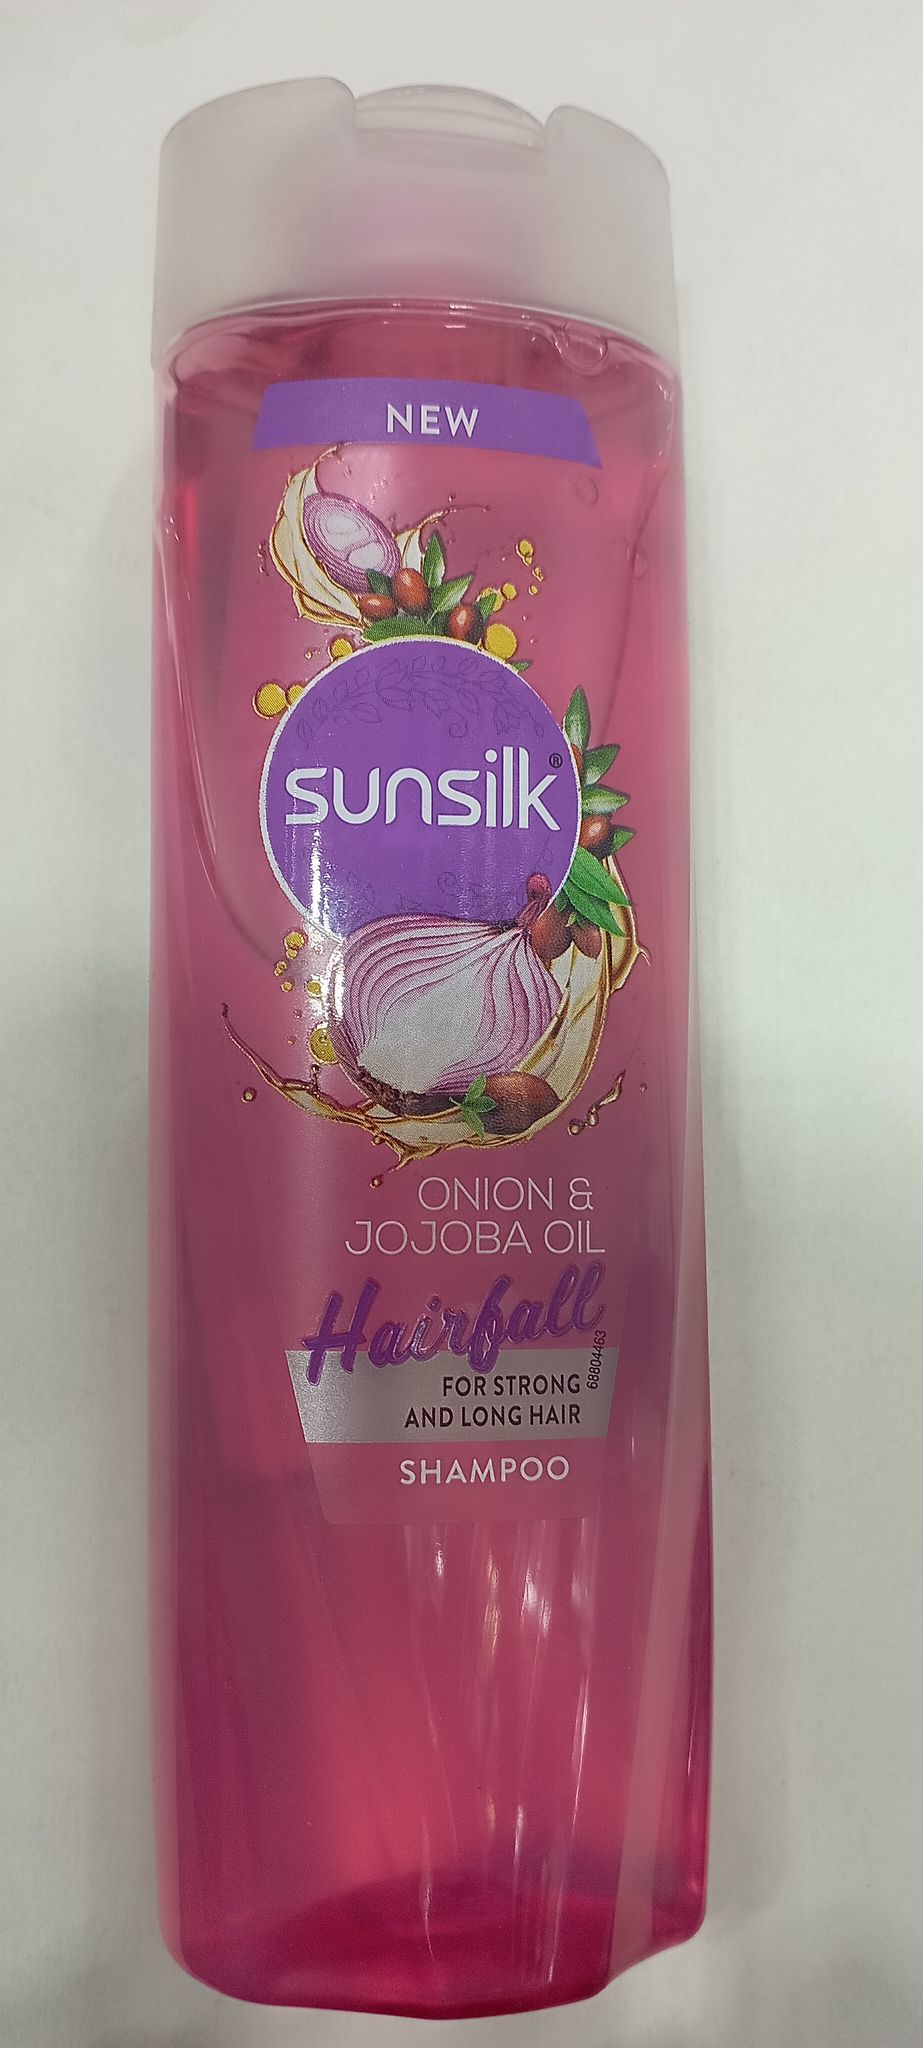 NEW
sunsilk®
ONION &
JOJOBA OIL
Hairfall
FOR STRONG
AND LONG HAIR
68804463
SHAMPOO